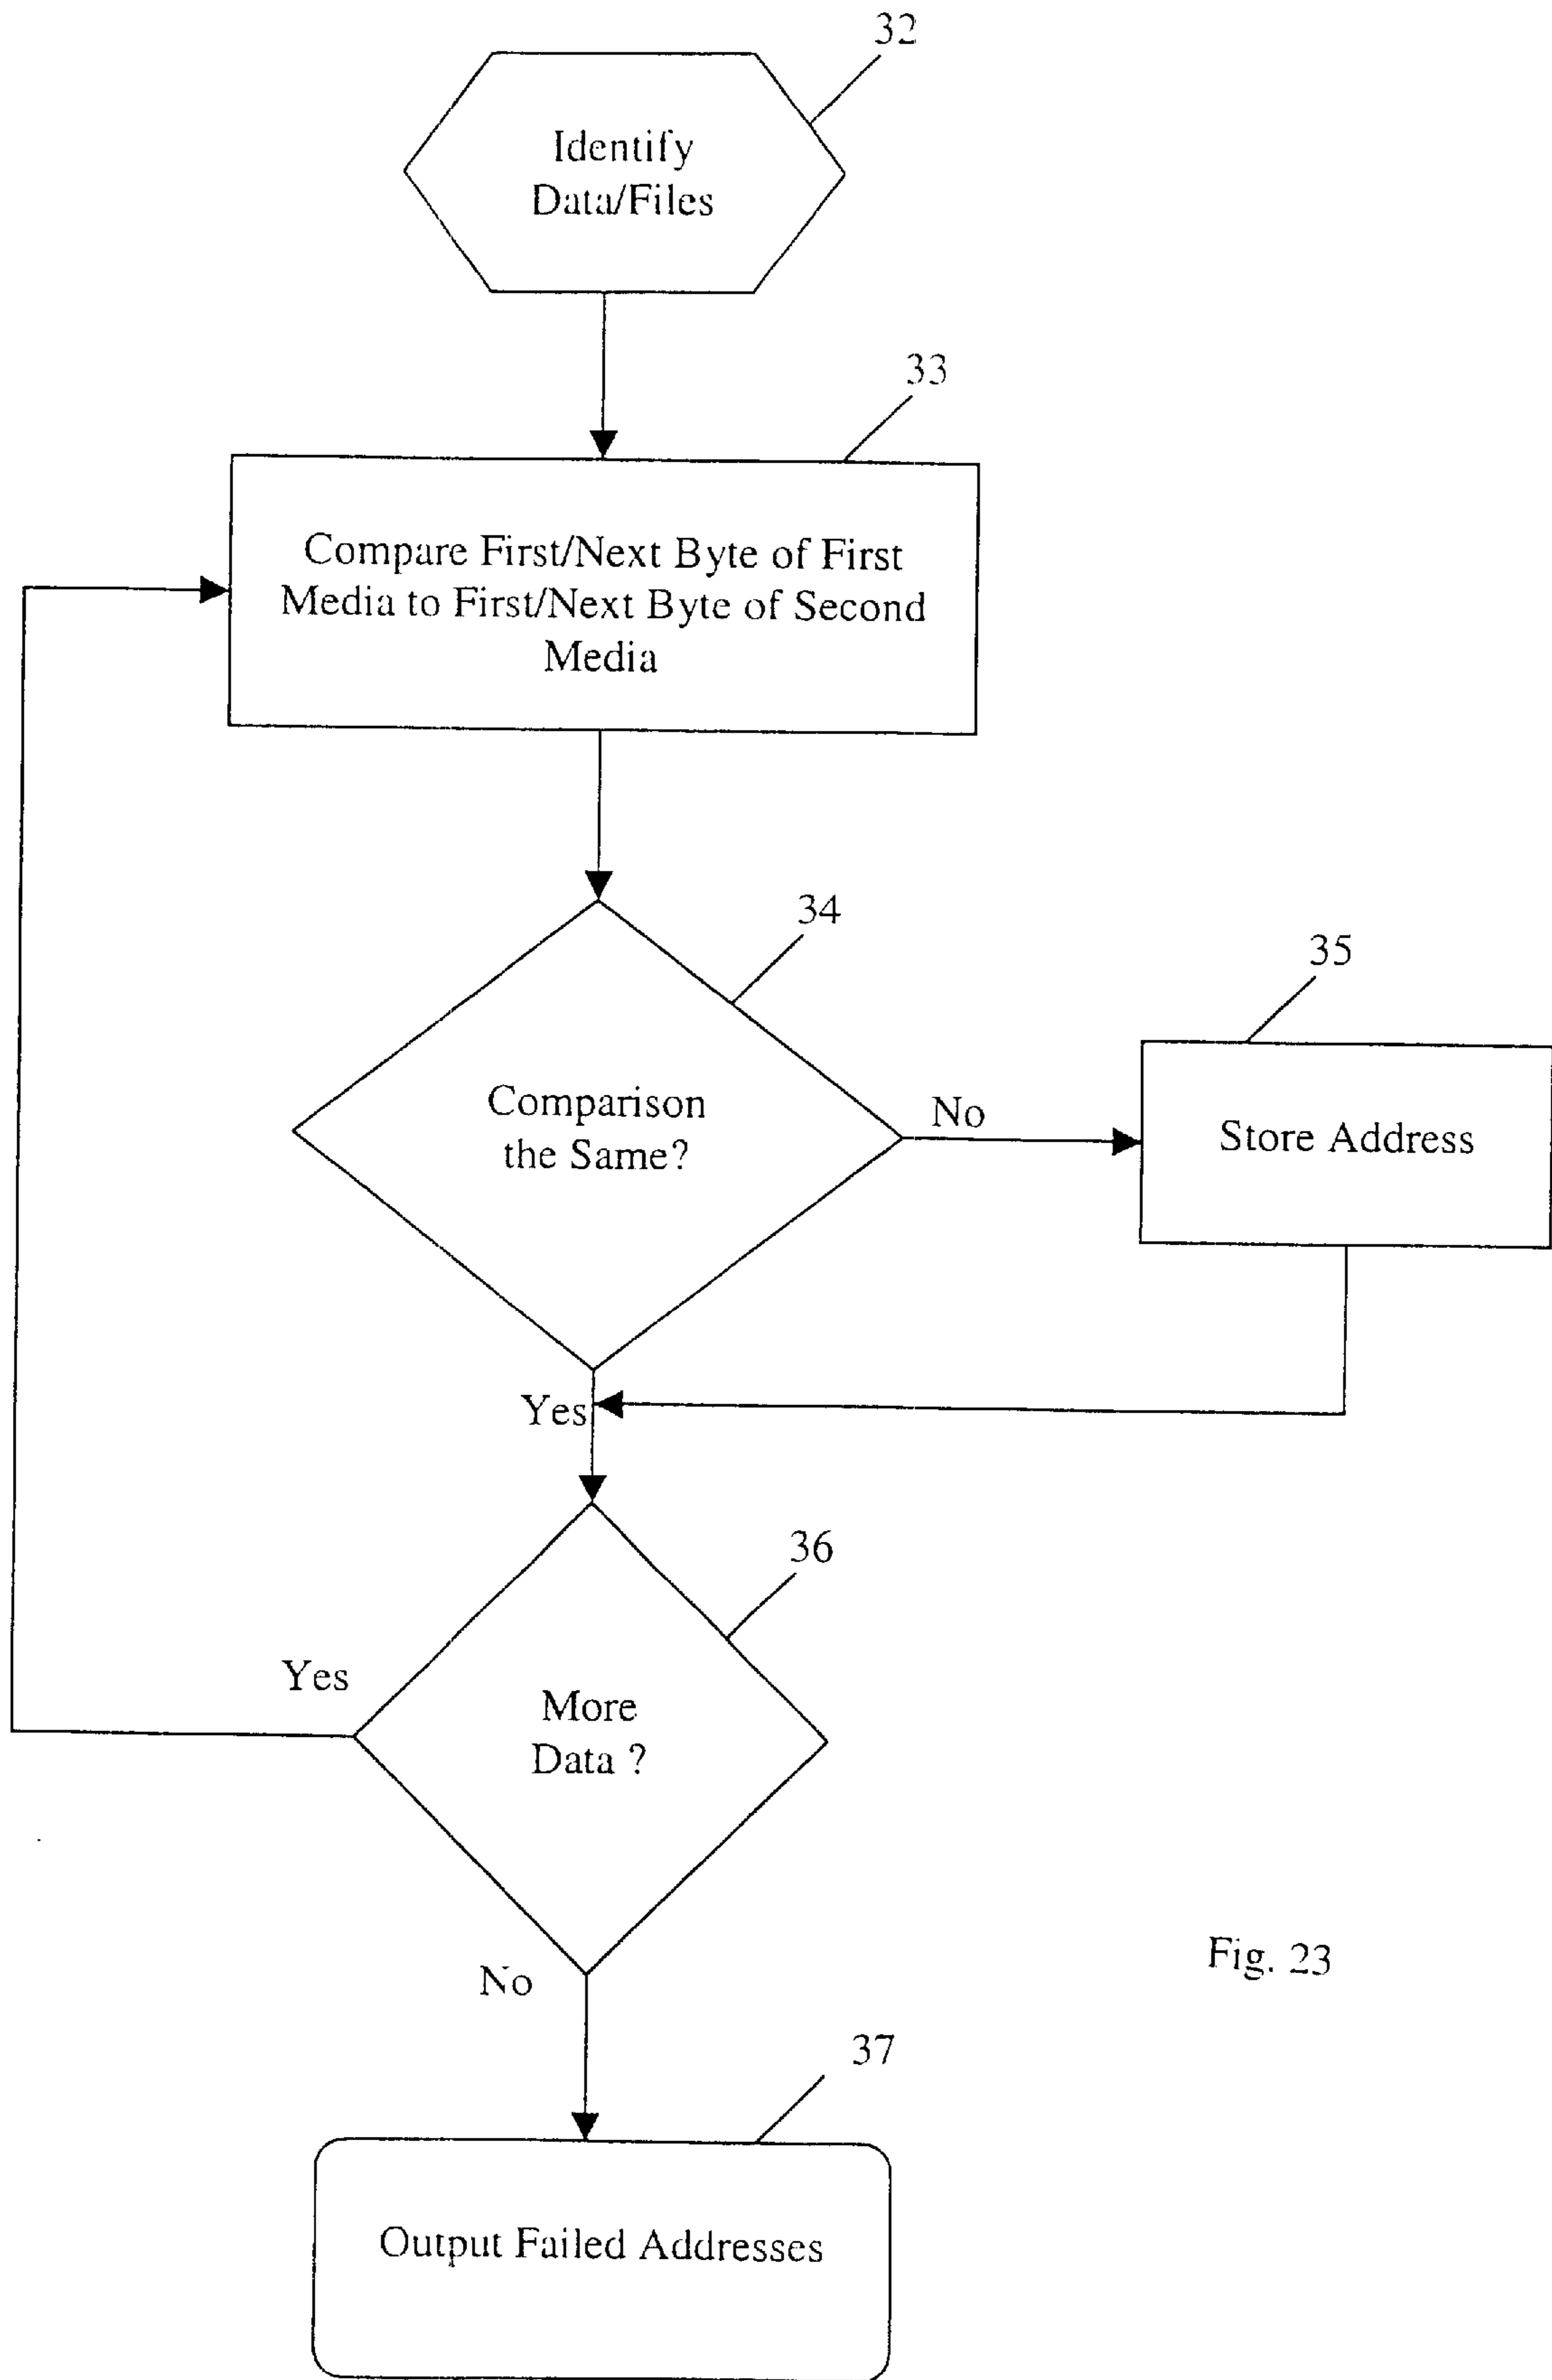 32
Identify
Data/Files
33
Compare First/Next Byte of First
Media to First/Next Byte of Second
Media
34
Comparison
the Same?
No
35
Store Address
Yes
36
Yes
More
Data ?
No
Fig. 23
37
Output Failed Addresses